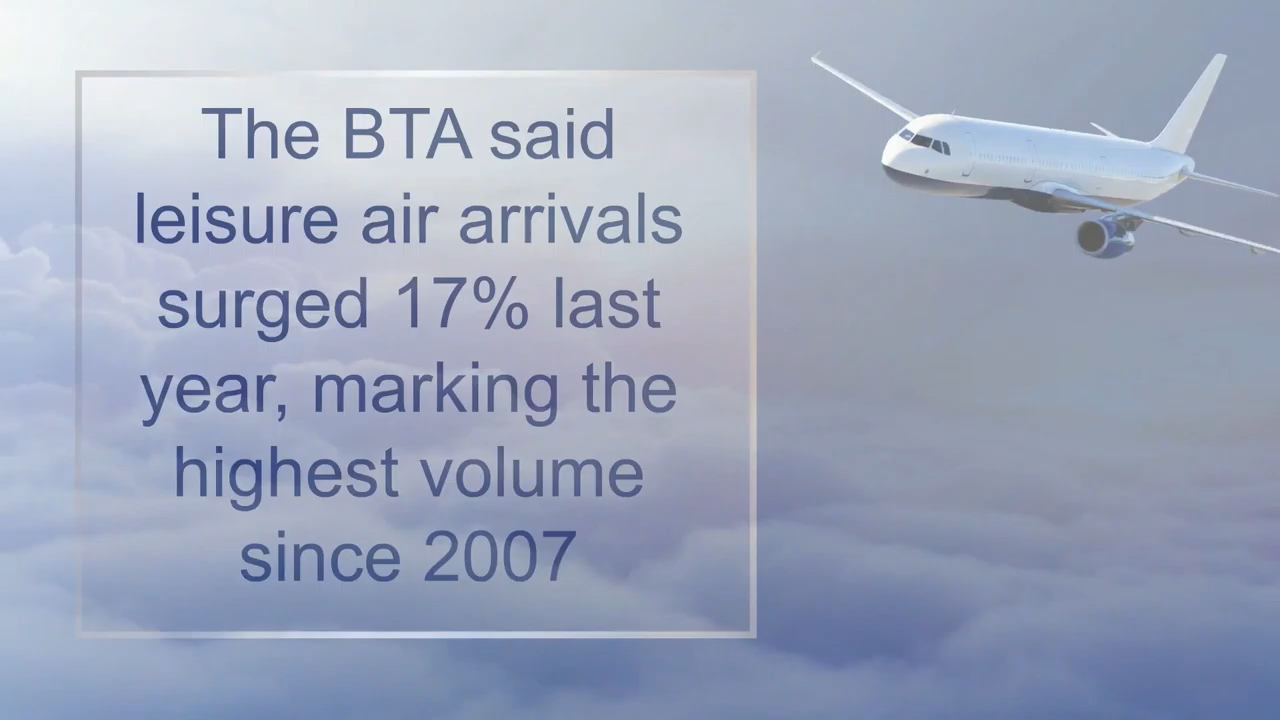 The BTA said
leisure air arrivals
surged 17% last
year, marking the
highest volume
since 2007